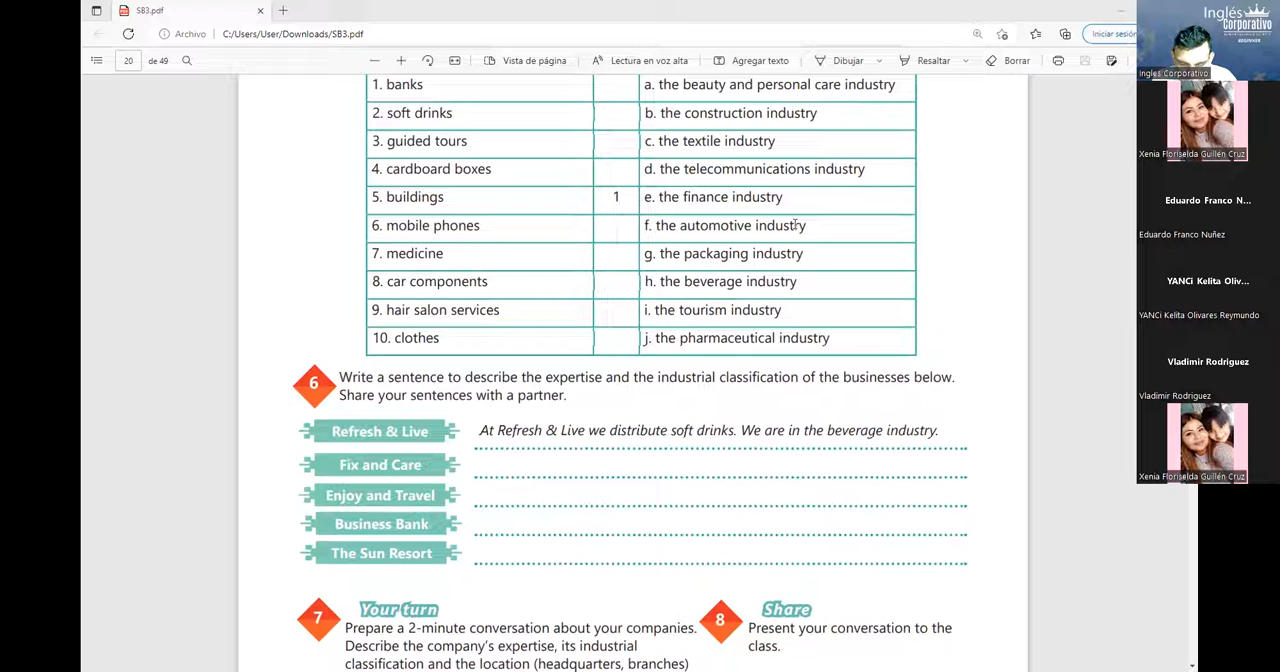 SB3.pdf
Archivo C:/Users/User/Downloads/SB3.pdf
Iniciar sesión
20 de 49
Vista de página
Lectura en voz alta
Agregar texto
Dibujar
Resaltar
Borrar
1. banks a. the beauty and personal care industry
2. soft drinks b. the construction industry
3. guided tours c. the textile industry
4. cardboard boxes d. the telecommunications industry
5. buildings 1 e. the finance industry
6. mobile phones f. the automotive industry
7. medicine g. the packaging industry
8. car components h. the beverage industry
9. hair salon services i. the tourism industry
10. clothes j. the pharmaceutical industry
6 Write a sentence to describe the expertise and the industrial classification of the businesses below.
Share your sentences with a partner.
Refresh & Live At Refresh & Live we distribute soft drinks. We are in the beverage industry.
Fix and Care
Enjoy and Travel
Business Bank
The Sun Resort
7 Your turn
Prepare a 2-minute conversation about your companies.
Describe the company's expertise, its industrial
classification and the location (headquarters, branches)
8 Share
Present your conversation to the
class.
Inglés
Corporativo
BEGINNER
Ingles Corporativo
Xenia Floriselda Guillén Cruz
Eduardo Franco N...
Eduardo Franco Nuñez
YANCi Kelita Oliv...
YANCi Kelita Olivares Reymundo
Vladimir Rodriguez
Vladimir Rodriguez
Xenia Floriselda Guillén Cruz